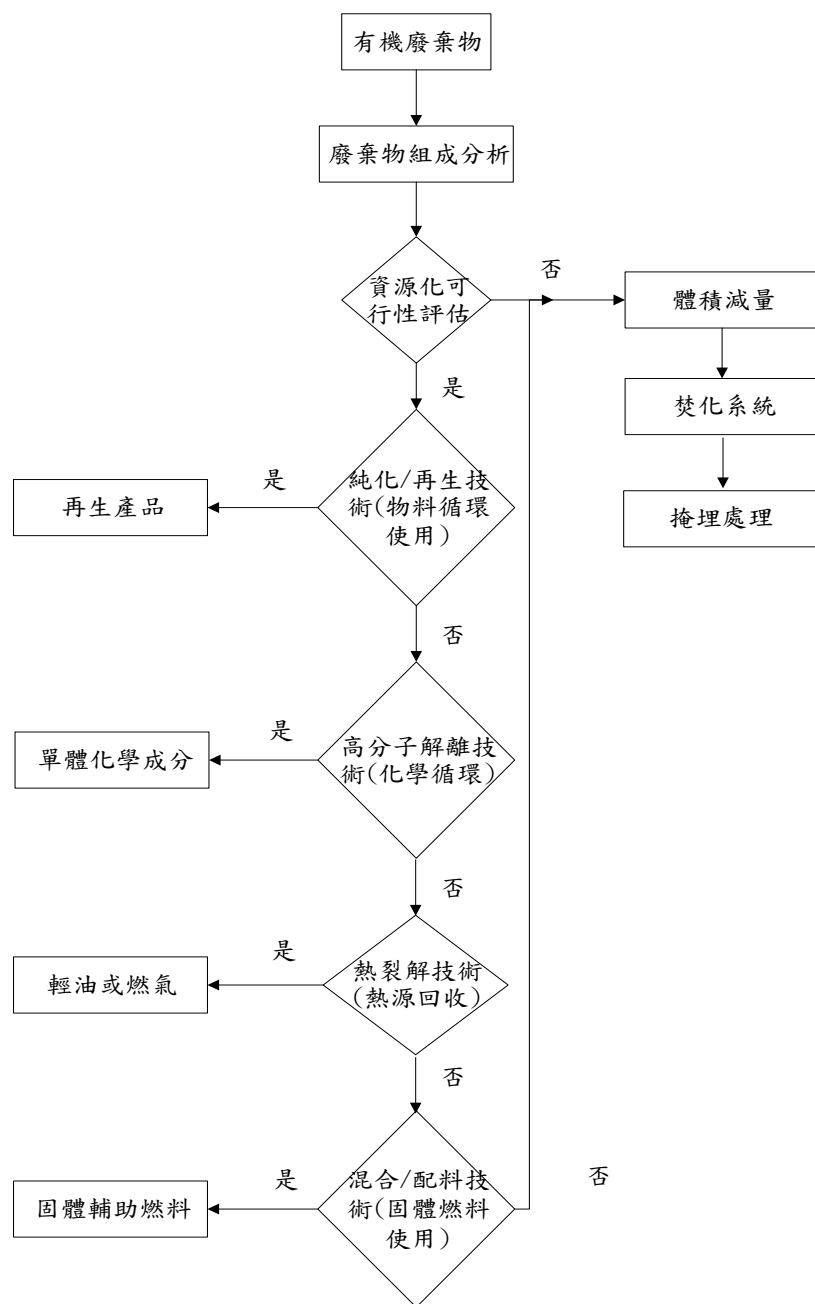 有機廢棄物
廢棄物組成分析
資源化可
行性評估
否
體積減量
是
焚化系統
掩埋處理
純化/再生技
術(物料循環
使用)
是
再生產品
否
高分子解離技
術(化學循環)
是
單體化學成分
否
熱裂解技術
(熱源回收)
是
輕油或燃氣
否
混合/配料技
術(固體燃料
使用)
是
固體輔助燃料
否